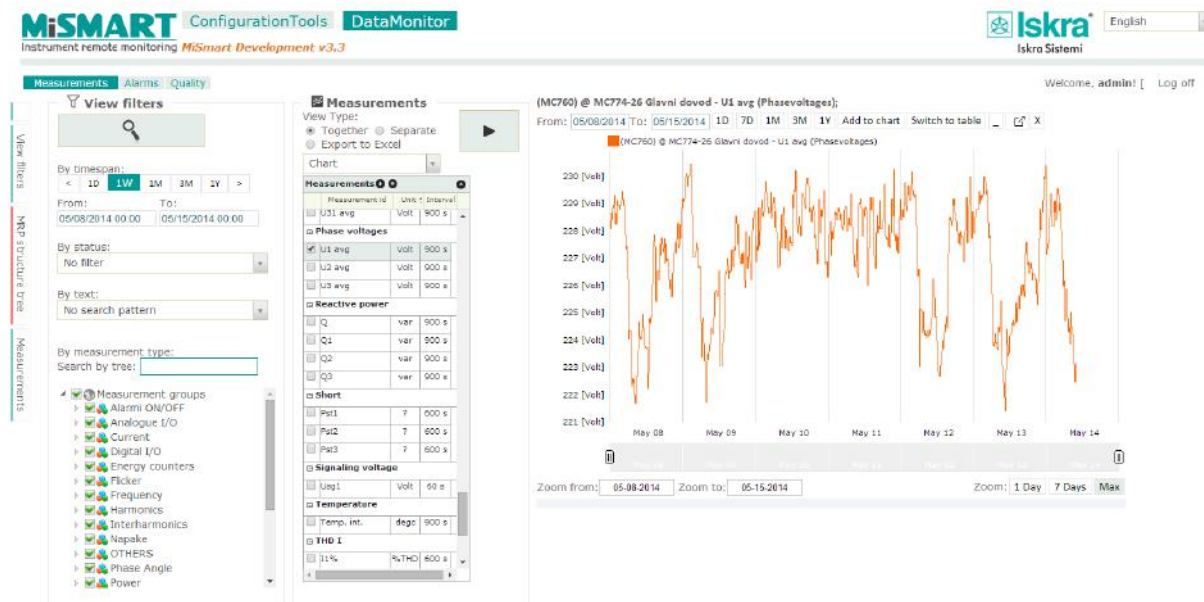 MiSMART ConfigurationTools DataMonitor
Instrument remote monitoring MiSmart Development v3.3
Iskra
Iskra Sistemi
English
Measurements Alarms Quality
Welcome, admin! [ Log off
View filters
MRP structure tree
Measurements
View filters
By timespan:
< 1D 1W 1M 3M 1Y >
From: To:
05/08/2014 00:00 05/15/2014 00:00
By status:
No filter
By text:
No search pattern
By measurement type:
Search by tree:
Measurement groups
Alarmi ON/OFF
Analogue I/O
Current
Digital I/O
Energy counters
Flicker
Frequency
Harmonics
Interharmonics
Napake
OTHERS
Phase Angle
Power
Measurements
View Type:
Together Separate
Export to Excel
Chart
Measurements
Measurement id Unit Interval
U31 avg Volt 900 s
Phase voltages
U1 avg Volt 900 s
U2 avg Volt 900 s
U3 avg Volt 900 s
Reactive power
Q var 900 s
Q1 var 900 s
Q2 var 900 s
Q3 var 900 s
Short
Pst1 ? 600 s
Pst2 ? 600 s
Pst3 ? 600 s
Signaling voltage
Usg1 Volt 60 s
Temperature
Temp. int. degc 900 s
THD I
I1% %THD 600 s
(MC760) @ MC774-26 Glavni dovod - U1 avg (Phasevoltages);
From: 05/08/2014 To: 05/15/2014 1D 7D 1M 3M 1Y Add to chart Switch to table _ X
(MC760) @ MC774-26 Glavni dovod - U1 avg (Phasevoltages)
230 [Volt]
229 [Volt]
228 [Volt]
227 [Volt]
226 [Volt]
225 [Volt]
224 [Volt]
223 [Volt]
222 [Volt]
221 [Volt]
May 08 May 09 May 10 May 11 May 12 May 13 May 14
Zoom from: 05-08-2014 Zoom to: 05-15-2014 Zoom: 1 Day 7 Days Max